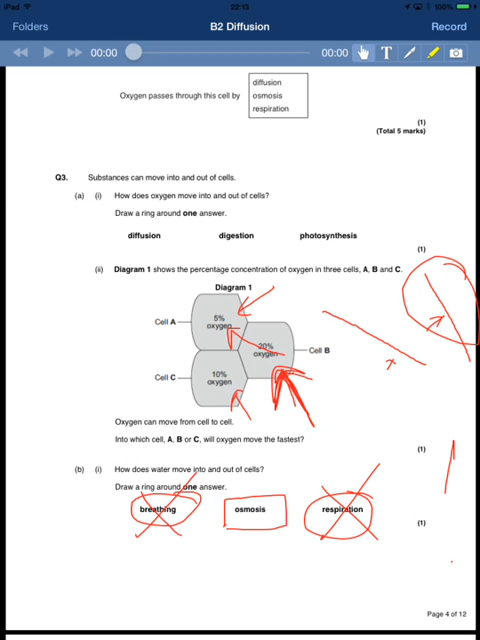 iPad 22:13 100%
Folders B2 Diffusion Record
00:00 00:00 T
diffusion
Oxygen passes through this cell by osmosis
respiration
(1)
(Total 5 marks)
Q3. Substances can move into and out of cells.
(a) (i) How does oxygen move into and out of cells?
Draw a ring around one answer.
diffusion digestion photosynthesis
(1)
(ii) Diagram 1 shows the percentage concentration of oxygen in three cells, A, B and C.
Diagram 1
Cell A 5%
oxygen
20%
oxygen Cell B
Cell C 10%
oxygen
Oxygen can move from cell to cell.
Into which cell, A, B or C, will oxygen move the fastest?
(1)
(b) (i) How does water move into and out of cells?
Draw a ring around one answer.
breathing osmosis respiration
(1)
Page 4 of 12